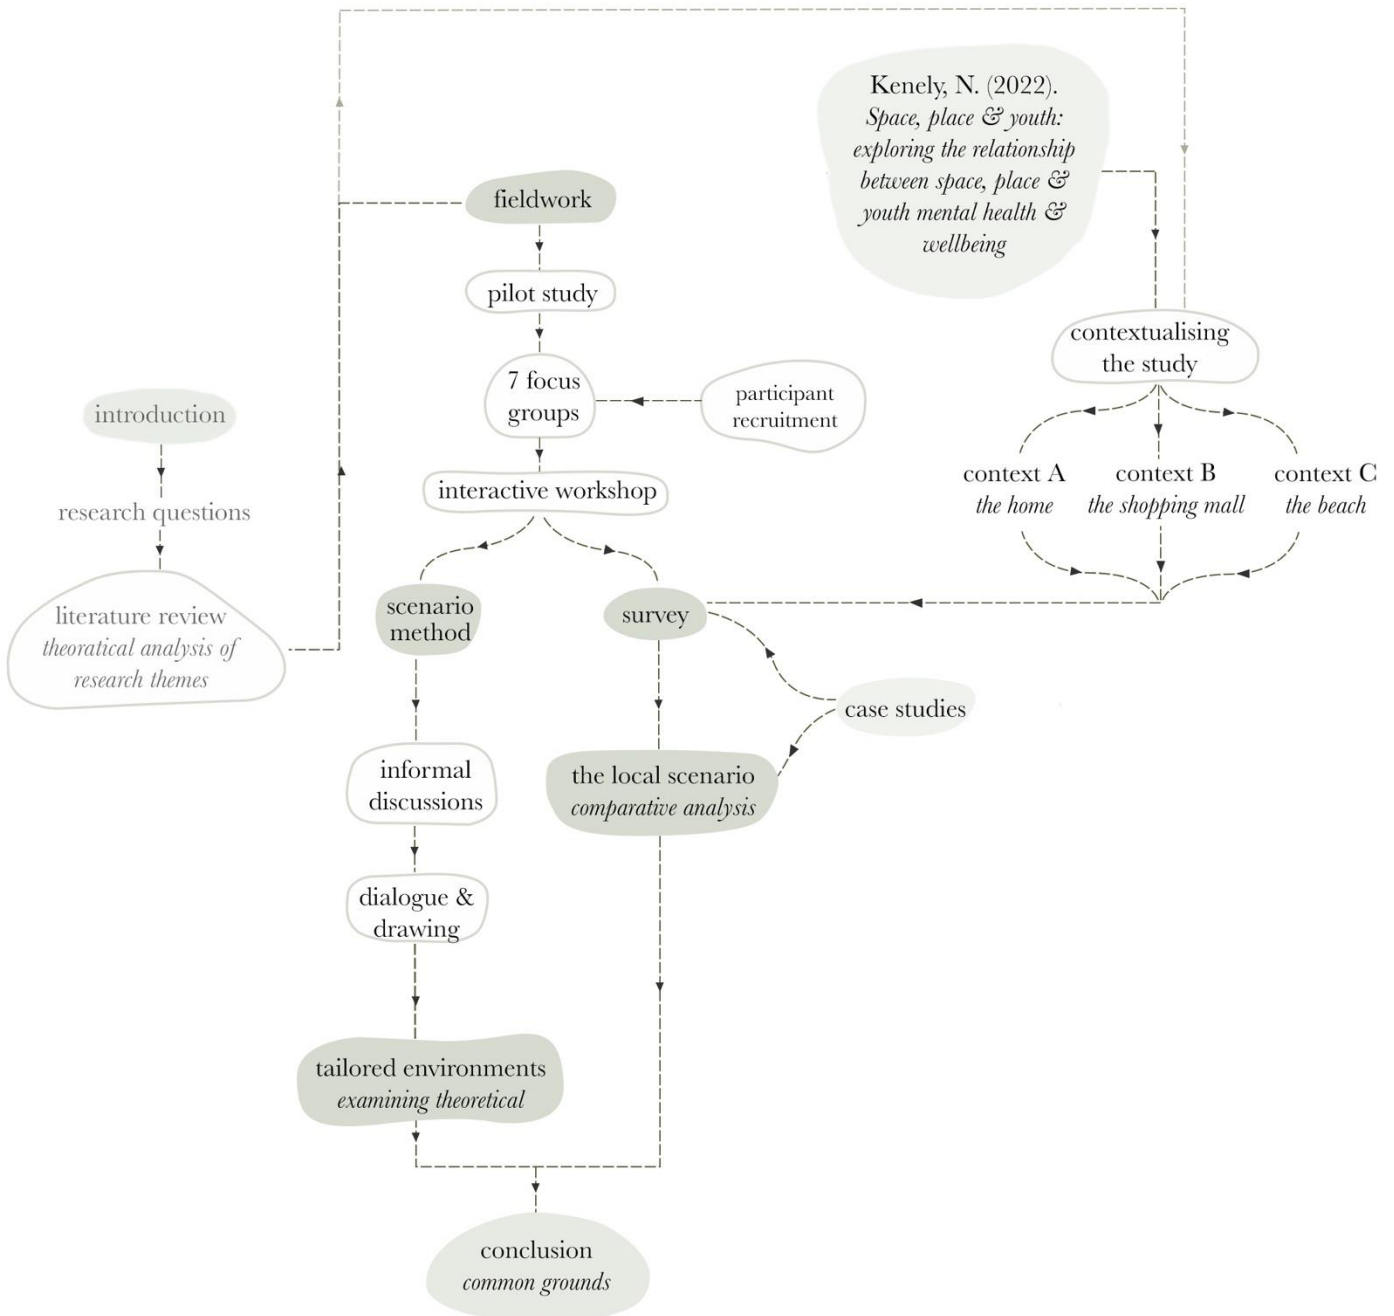 Kenely, N. (2022).
Space, place & youth:
exploring the relationship
between space, place &
youth mental health &
wellbeing
fieldwork
pilot study
contextualising
the study
7 focus
groups
participant
recruitment
introduction
research questions
interactive workshop
context A
the home
context B
the shopping mall
context C
the beach
literature review
theoratical analysis of
research themes
scenario
method
survey
case studies
informal
discussions
the local scenario
comparative analysis
dialogue &
drawing
tailored environments
examining theoretical
conclusion
common grounds